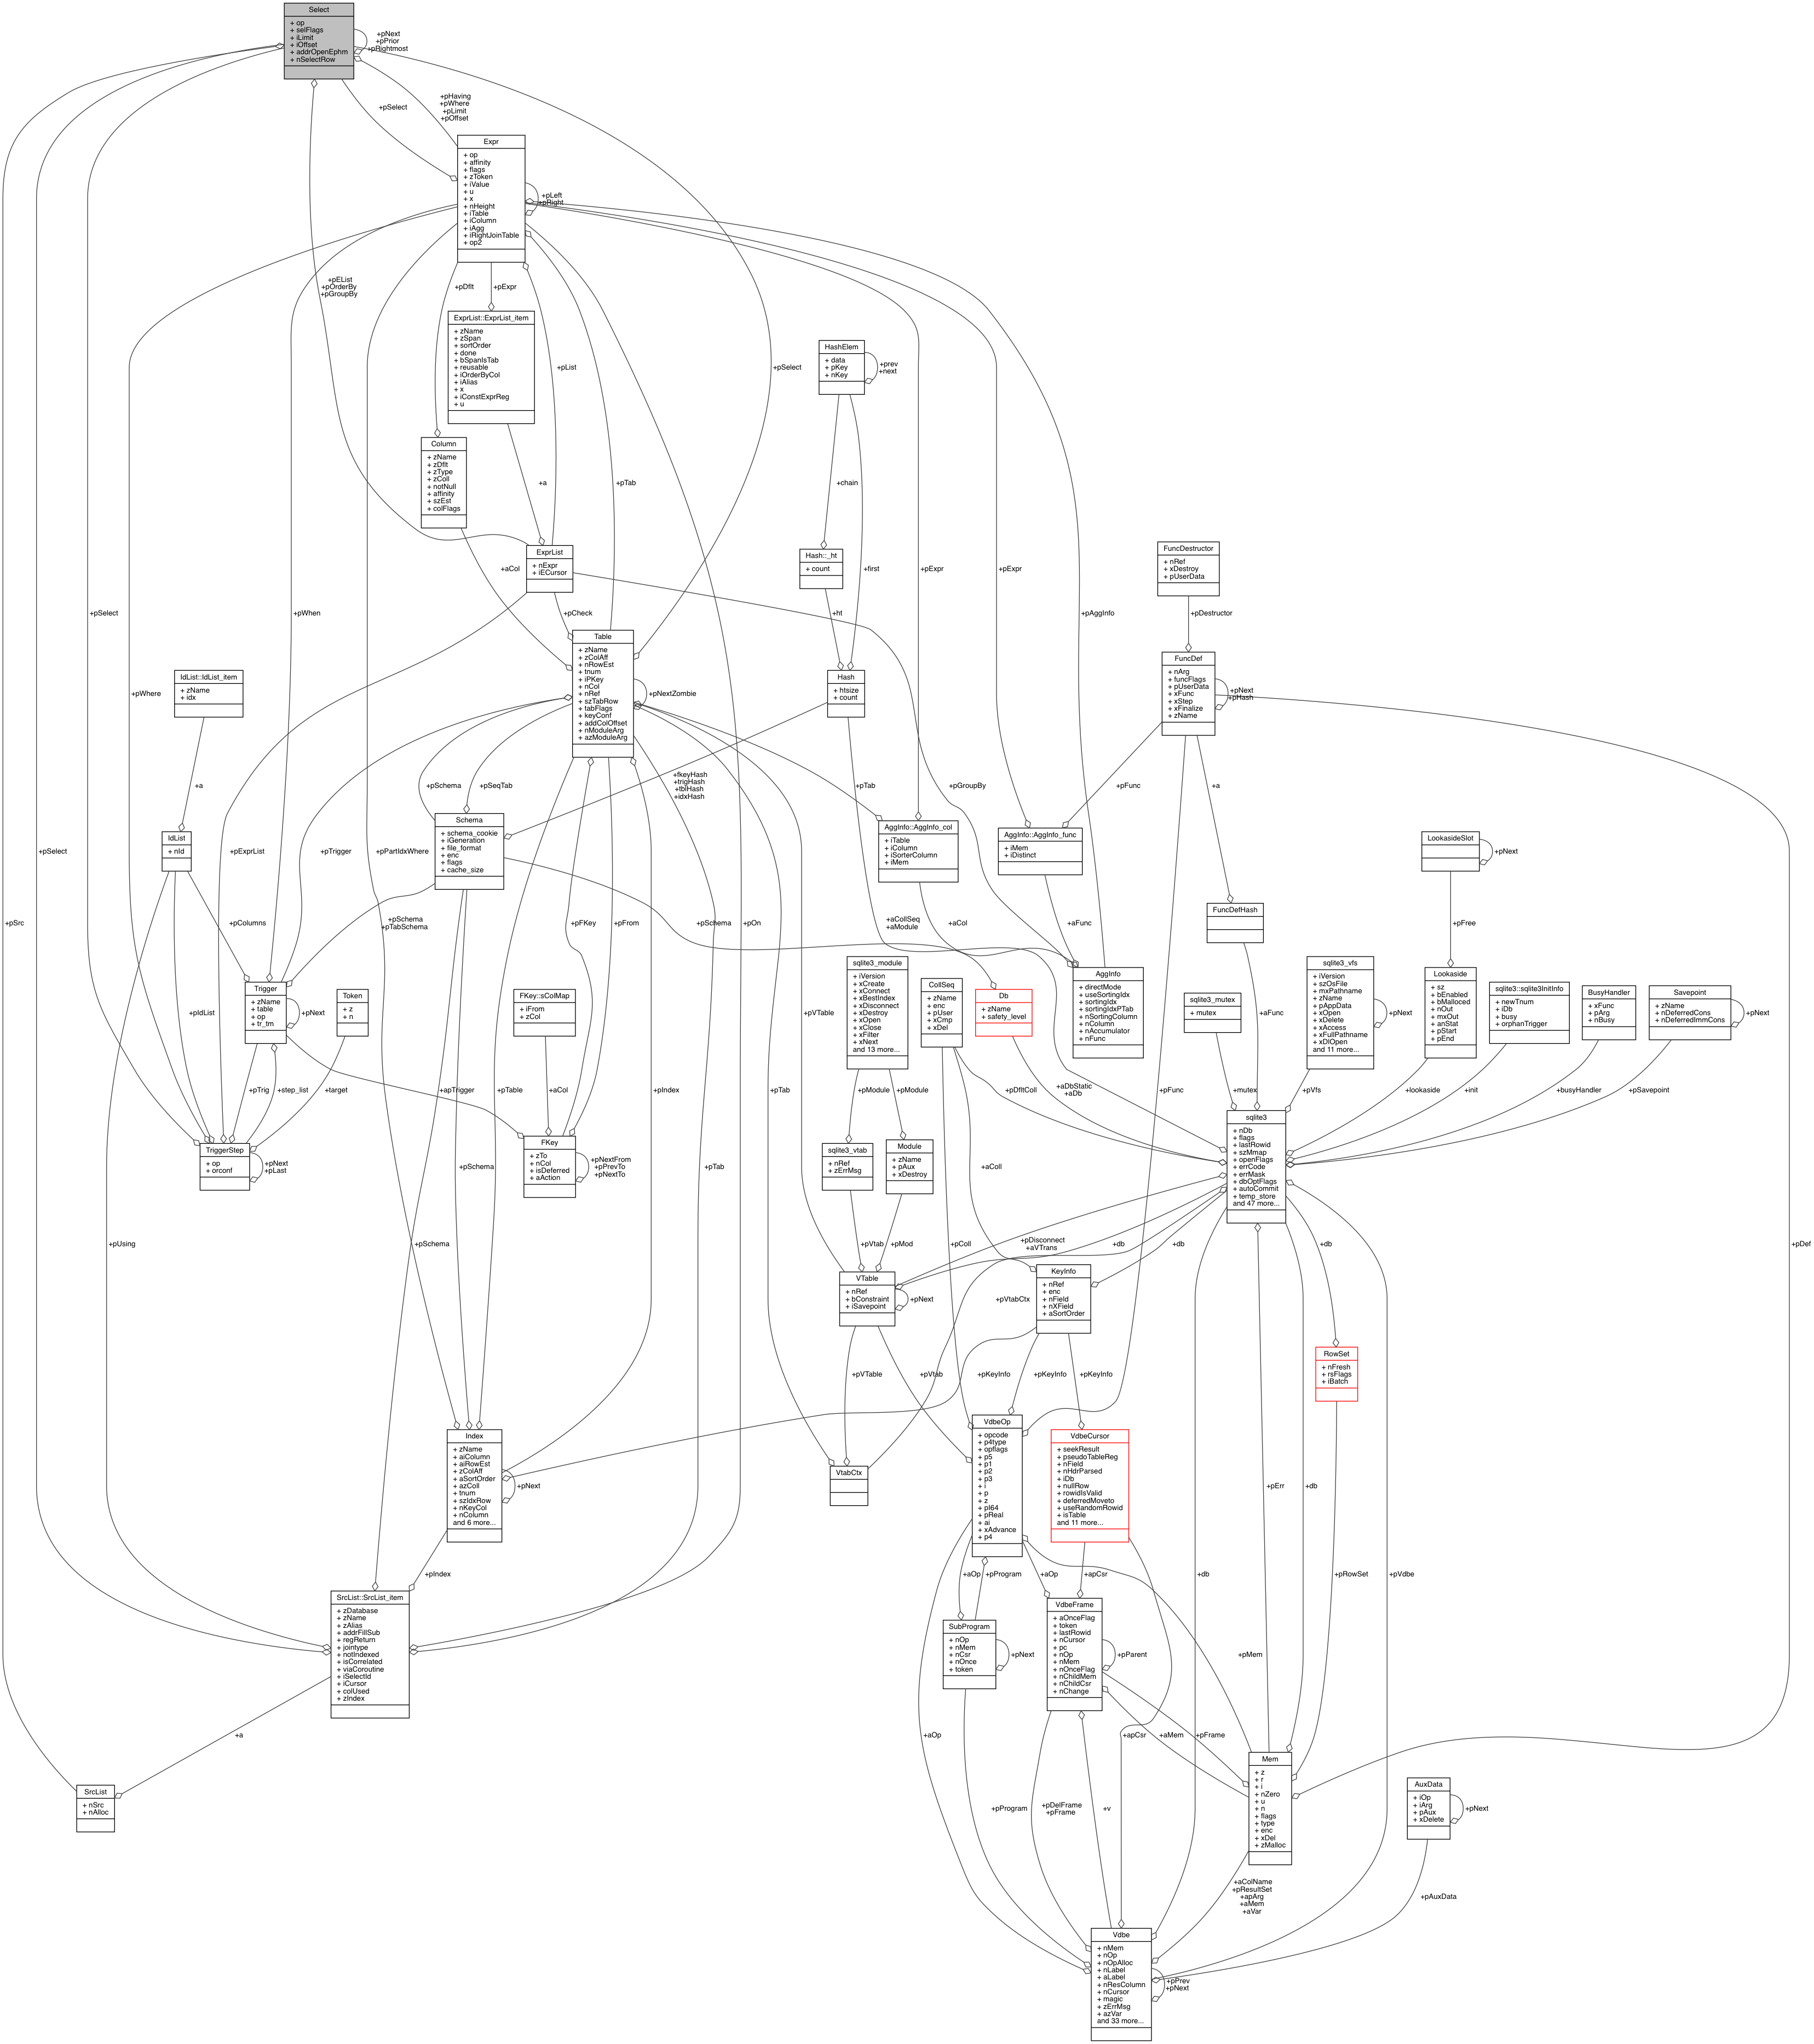 Select
+ op
+ selFlags
+ iLimit
+ iOffset
+ addrOpenEphm
+ nSelectRow
+pNext
+pPrior
+pRightmost
+pHaving
+pWhere
+pLimit
+pOffset
+pSelect
Expr
+ op
+ affinity
+ flags
+ zToken
+ iValue
+ u
+ x
+ nHeight
+ iTable
+ iColumn
+ iAgg
+ iRightJoinTable
+ op2
+pLeft
+pRight
+pEList
+pOrderBy
+pGroupBy
+pDflt
+pExpr
ExprList::ExprList_item
+ zName
+ zSpan
+ sortOrder
+ done
+ bSpanIsTab
+ reusable
+ iOrderByCol
+ iAlias
+ x
+ iConstExprReg
+ u
+pList
+pSelect
HashElem
+ data
+ pKey
+ nKey
+prev
+next
Column
+ zName
+ zDflt
+ zType
+ zColl
+ notNull
+ affinity
+ szEst
+ colFlags
+a
+pTab
+chain
ExprList
+ nExpr
+ iECursor
Hash::_ht
+ count
+first
+pExpr
+pExpr
FuncDestructor
+ nRef
+ xDestroy
+ pUserData
+aCol
+pSelect
+pWhen
+pCheck
+ht
+pAggInfo
+pDestructor
Table
+ zName
+ zColAff
+ nRowEst
+ tnum
+ iPKey
+ nCol
+ nRef
+ szTabRow
+ tabFlags
+ keyConf
+ addColOffset
+ nModuleArg
+ azModuleArg
+pNextZombie
FuncDef
+ nArg
+ funcFlags
+ pUserData
+ xFunc
+ xStep
+ xFinalize
+ zName
+pNext
+pHash
IdList::IdList_item
+ zName
+ idx
+pWhere
Hash
+ htsize
+ count
+a
+pSchema
+pSeqTab
+fkeyHash
+trigHash
+tblHash
+idxHash
+pTab
+pGroupBy
+pFunc
+a
Schema
+ schema_cookie
+ iGeneration
+ file_format
+ enc
+ flags
+ cache_size
AggInfo::AggInfo_col
+ iTable
+ iColumn
+ iSorterColumn
+ iMem
AggInfo::AggInfo_func
+ iMem
+ iDistinct
IdList
+ nId
LookasideSlot
+pNext
+pSelect
+pExprList
+pTrigger
+pPartIdxWhere
FuncDefHash
+pSrc
+pColumns
+pSchema
+pTabSchema
+pFKey
+pFrom
+pSchema
+pOn
+aCollSeq
+aModule
+aCol
+aFunc
+pFree
sqlite3_module
+ iVersion
+ xCreate
+ xConnect
+ xBestIndex
+ xDisconnect
+ xDestroy
+ xOpen
+ xClose
+ xFilter
+ xNext
and 13 more...
CollSeq
+ zName
+ enc
+ pUser
+ xCmp
+ xDel
Db
+ zName
+ safety_level
AggInfo
+ directMode
+ useSortingIdx
+ sortingIdx
+ sortingIdxPTab
+ nSortingColumn
+ nColumn
+ nAccumulator
+ nFunc
sqlite3_mutex
+ mutex
+aFunc
sqlite3_vfs
+ iVersion
+ szOsFile
+ mxPathname
+ zName
+ pAppData
+ xOpen
+ xDelete
+ xAccess
+ xFullPathname
+ xDlOpen
and 11 more...
+pNext
Lookaside
+ sz
+ bEnabled
+ bMalloced
+ nOut
+ mxOut
+ anStat
+ pStart
+ pEnd
sqlite3::sqlite3InitInfo
+ newTnum
+ iDb
+ busy
+ orphanTrigger
BusyHandler
+ xFunc
+ pArg
+ nBusy
Savepoint
+ zName
+ nDeferredCons
+ nDeferredImmCons
+pNext
Trigger
+ zName
+ table
+ op
+ tr_tm
+pNext
Token
+ z
+ n
FKey::sColMap
+ iFrom
+ zCol
+pIdList
+pVTable
+pTrig
+step_list
+target
+apTrigger
+pTable
+aCol
+pIndex
+pTab
+pModule
+pModule
+pDfltColl
+aDbStatic
+aDb
+pFunc
+mutex
+pVfs
+lookaside
+init
+busyHandler
+pSavepoint
sqlite3
+ nDb
+ flags
+ lastRowid
+ szMmap
+ openFlags
+ errCode
+ errMask
+ dbOptFlags
+ autoCommit
+ temp_store
and 47 more...
TriggerStep
+ op
+ orconf
+pNext
+pLast
FKey
+ zTo
+ nCol
+ isDeferred
+ aAction
+pNextFrom
+pPrevTo
+pNextTo
sqlite3_vtab
+ nRef
+ zErrMsg
Module
+ zName
+ pAux
+ xDestroy
+pSchema
+pTab
+aColl
+pUsing
+pSchema
+pVtab
+pMod
+pColl
+pDisconnect
+aVTrans
+db
+db
+db
+pDef
VTable
+ nRef
+ bConstraint
+ iSavepoint
+pNext
+pVtabCtx
KeyInfo
+ nRef
+ enc
+ nField
+ nXField
+ aSortOrder
RowSet
+ nFresh
+ rsFlags
+ iBatch
+pVTable
+pVtab
+pKeyInfo
+pKeyInfo
+pKeyInfo
Index
+ zName
+ aiColumn
+ aiRowEst
+ zColAff
+ aSortOrder
+ azColl
+ tnum
+ szIdxRow
+ nKeyCol
+ nColumn
and 6 more...
+pNext
VtabCtx
VdbeOp
+ opcode
+ p4type
+ opflags
+ p5
+ p1
+ p2
+ p3
+ i
+ p
+ z
+ pI64
+ pReal
+ ai
+ xAdvance
+ p4
VdbeCursor
+ seekResult
+ pseudoTableReg
+ nField
+ nHdrParsed
+ iDb
+ nullRow
+ rowidIsValid
+ deferredMoveto
+ useRandomRowid
+ isTable
and 11 more...
+pErr
+db
+pIndex
+aOp
+pProgram
+aOp
+apCsr
+db
+pRowSet
+pVdbe
SrcList::SrcList_item
+ zDatabase
+ zName
+ zAlias
+ addrFillSub
+ regReturn
+ jointype
+ notIndexed
+ isCorrelated
+ viaCoroutine
+ iSelectId
+ iCursor
+ colUsed
+ zIndex
SubProgram
+ nOp
+ nMem
+ nCsr
+ nOnce
+ token
+pNext
VdbeFrame
+ aOnceFlag
+ token
+ lastRowid
+ nCursor
+ pc
+ nOp
+ nMem
+ nOnceFlag
+ nChildMem
+ nChildCsr
+ nChange
+pParent
+pMem
+a
+aOp
+apCsr
+aMem
+pFrame
Mem
+ z
+ r
+ i
+ nZero
+ u
+ n
+ flags
+ type
+ enc
+ xDel
+ zMalloc
SrcList
+ nSrc
+ nAlloc
+pProgram
+pDelFrame
+pFrame
+v
AuxData
+ iOp
+ iArg
+ pAux
+ xDelete
+pNext
+aColName
+pResultSet
+apArg
+aMem
+aVar
+pAuxData
Vdbe
+ nMem
+ nOp
+ nOpAlloc
+ nLabel
+ aLabel
+ nResColumn
+ nCursor
+ magic
+ zErrMsg
+ azVar
and 33 more...
+pPrev
+pNext